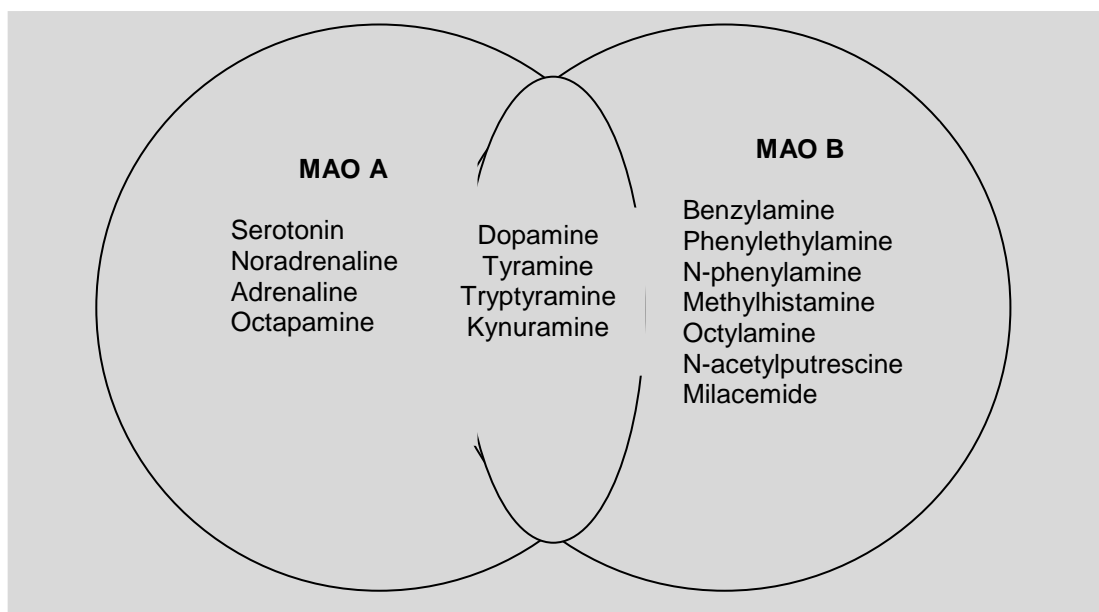 MAO A
Serotonin
Noradrenaline
Adrenaline
Octapamine
Dopamine
Tyramine
Tryptyramine
Kynuramine
MAO B
Benzylamine
Phenylethylamine
N-phenylamine
Methylhistamine
Octylamine
N-acetylputrescine
Milacemide